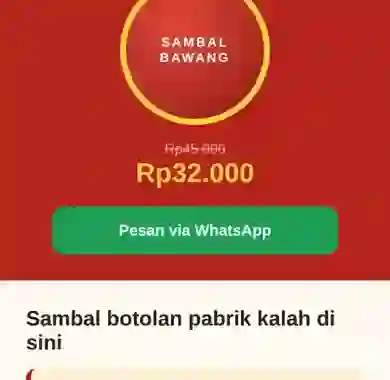 SAMBAL
BAWANG
Rp45.000
Rp32.000
Pesan via WhatsApp
Sambal botolan pabrik kalah di
sini